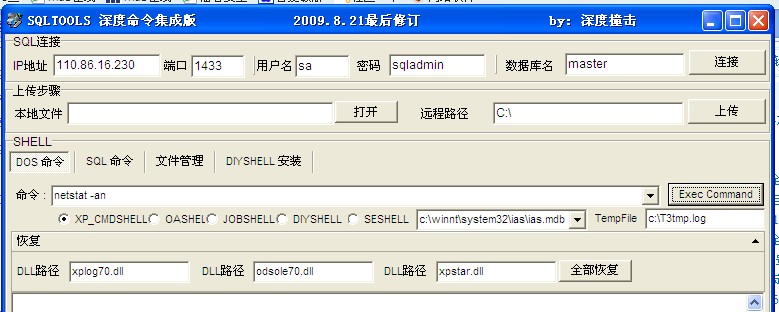 SQLTOOLS 深度命令集成版 2009.8.21最后修订 by: 深度撞击
SQL连接
IP地址 110.86.16.230 端口 1433 用户名 sa 密码 sqladmin 数据库名 master 连接
上传步骤
本地文件 打开 远程路径 C:\ 上传
SHELL
DOS 命令 SQL 命令 文件管理 DIYSHELL 安装
命令： netstat -an Exec Command
XP_CMDSHELL OASHEL JOBSHELL DIYSHELL SESHELL c:\winnt\system32\ias\ias.mdb TempFile c:\T3tmp.log
恢复
DLL路径 xplog70.dll DLL路径 odsole70.dll DLL路径 xpstar.dll 全部恢复